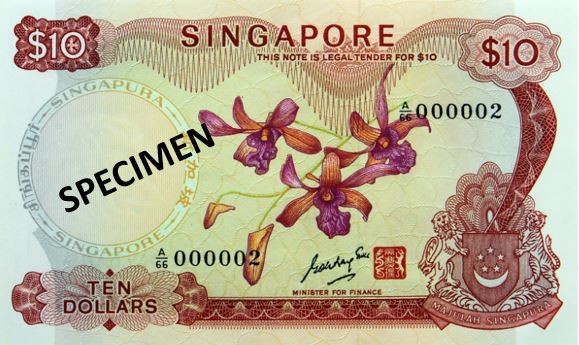 $10
SINGAPORE
THIS NOTE IS LEGAL TENDER FOR $10
$10
A/66 000002
SINGAPURA
சிங்கப்பூர்
SPECIMEN
SINGAPORE
A/66 000002
TEN
DOLLARS
MINISTER FOR FINANCE
MAJULAH SINGAPURA